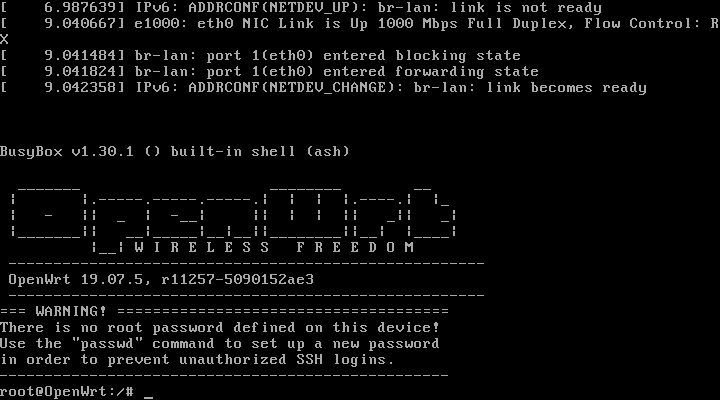 [    6.987639] IPv6: ADDRCONF(NETDEV_UP): br-lan: link is not ready
[    9.040667] e1000: eth0 NIC Link is Up 1000 Mbps Full Duplex, Flow Control: R
X
[    9.041484] br-lan: port 1(eth0) entered blocking state
[    9.041824] br-lan: port 1(eth0) entered forwarding state
[    9.042358] IPv6: ADDRCONF(NETDEV_CHANGE): br-lan: link becomes ready
BusyBox v1.30.1 () built-in shell (ash)
OpenWrt
W I R E L E S S   F R E E D O M
-----------------------------------------------------
OpenWrt 19.07.5, r11257-5090152ae3
-----------------------------------------------------
=== WARNING! =====================================
There is no root password defined on this device!
Use the "passwd" command to set up a new password
in order to prevent unauthorized SSH logins.
--------------------------------------------------
root@OpenWrt:/# _